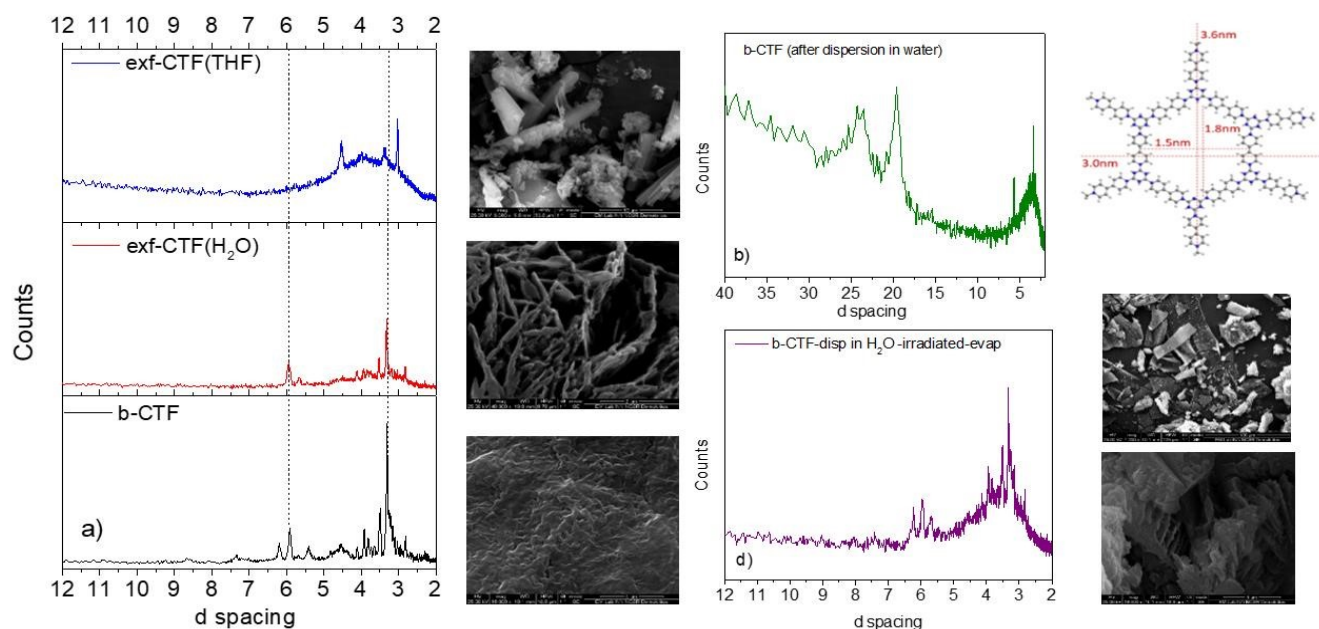 12 11 10 9 8 7 6 5 4 3 2
exf-CTF(THF)
exf-CTF(H2O)
b-CTF
Counts
a)
12 11 10 9 8 7 6 5 4 3 2
d spacing
b-CTF (after dispersion in water)
Counts
b)
40 35 30 25 20 15 10 5
d spacing
b-CTF-disp in H2O-irradiated-evap
Counts
d)
12 11 10 9 8 7 6 5 4 3 2
d spacing
3.6nm
1.8nm
1.5nm
3.0nm